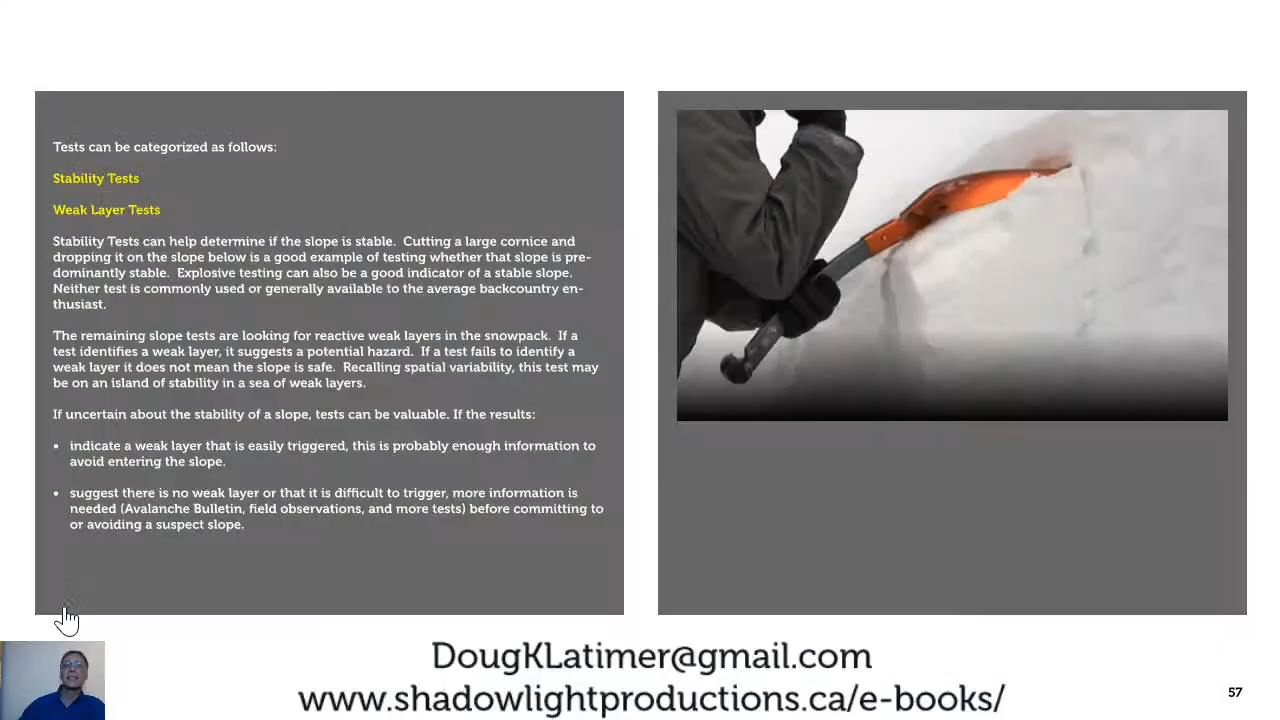 Tests can be categorized as follows:
Stability Tests
Weak Layer Tests
Stability Tests can help determine if the slope is stable.  Cutting a large cornice and
dropping it on the slope below is a good example of testing whether that slope is pre-
dominantly stable.  Explosive testing can also be a good indicator of a stable slope.
Neither test is commonly used or generally available to the average backcountry en-
thusiast.
The remaining slope tests are looking for reactive weak layers in the snowpack.  If a
test identifies a weak layer, it suggests a potential hazard.  If a test fails to identify a
weak layer it does not mean the slope is safe.  Recalling spatial variability, this test may
be on an island of stability in a sea of weak layers.
If uncertain about the stability of a slope, tests can be valuable. If the results:
• indicate a weak layer that is easily triggered, this is probably enough information to
avoid entering the slope.
• suggest there is no weak layer or that it is difficult to trigger, more information is
needed (Avalanche Bulletin, field observations, and more tests) before committing to
or avoiding a suspect slope.
DougKLatimer@gmail.com
www.shadowlightproductions.ca/e-books/
57